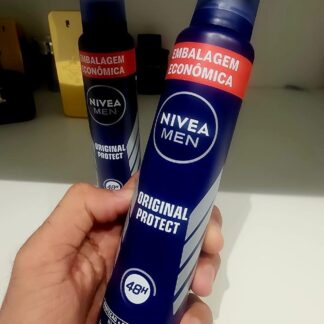 EMBALAGEM
ECONÔMICA
NIVEA
MEN
ORIGINAL
PROTECT
48H
EMBALAGEM
ECONÔMICA
NIVEA
MEN
ORIGINAL
PROTECT
48H